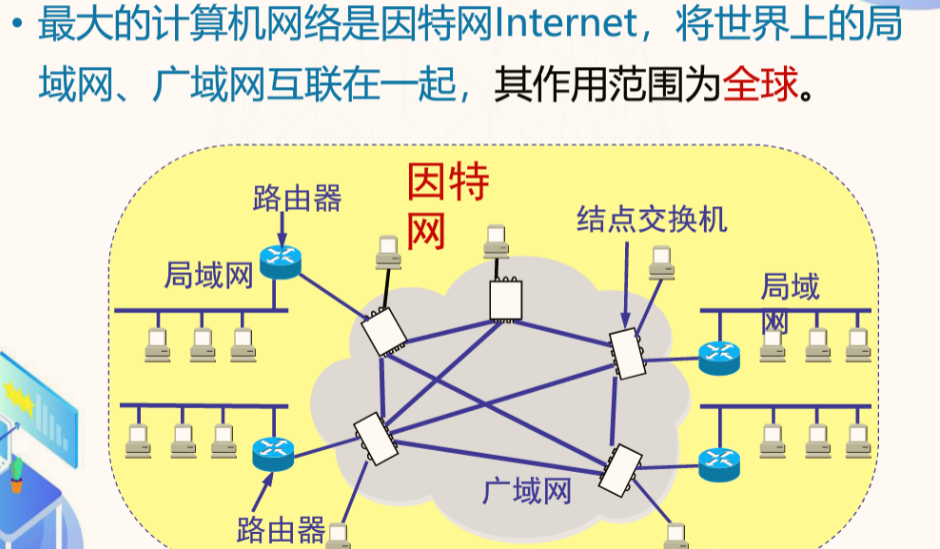 • 最大的计算机网络是因特网Internet，将世界上的局
域网、广域网互联在一起，其作用范围为全球。
因特
网
路由器
结点交换机
局域网
局域
网
广域网
路由器